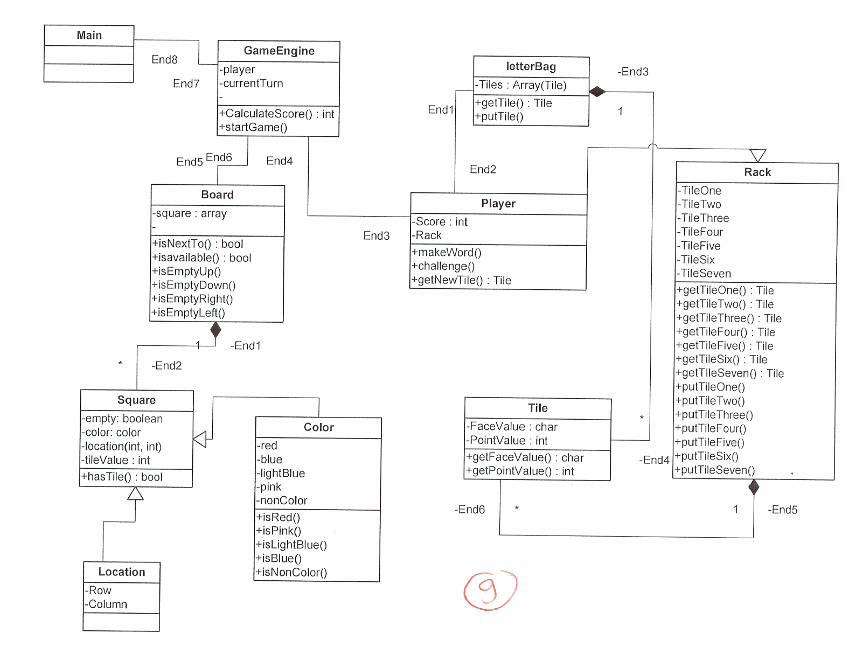 Main
End8
End7
GameEngine
-player
-currentTurn
-
+CalculateScore() : int
+startGame()
End5
End6
End4
letterBag
-Tiles : Array(Tile)
+getTile() : Tile
+putTile()
-End3
1
End1
End2
Board
-square : array
-
+isNextTo() : bool
+isavailable() : bool
+isEmptyUp()
+isEmptyDown()
+isEmptyRight()
+isEmptyLeft()
End3
Player
-Score : int
-Rack
+makeWord()
+challenge()
+getNewTile() : Tile
Rack
-TileOne
-TileTwo
-TileThree
-TileFour
-TileFive
-TileSix
-TileSeven
+getTileOne() : Tile
+getTileTwo() : Tile
+getTileThree() : Tile
+getTileFour() : Tile
+getTileFive() : Tile
+getTileSix() : Tile
+getTIleSeven() : Tile
+putTileOne()
+putTileTwo()
+putTileThree()
+putTileFour()
+putTileFive()
+putTileSix()
+putTileSeven()
1
-End1
*
-End2
Square
-empty: boolean
-color: color
-location(int, int)
-tileValue : int
+hasTile() : bool
Color
-red
-blue
-lightBlue
-pink
-nonColor
+isRed()
+isPink()
+isLightBlue()
+isBlue()
+isNonColor()
Tile
-FaceValue : char
-PointValue : int
+getFaceValue() : char
+getPointValue() : int
*
-End4
-End6
*
1
-End5
Location
-Row
-Column
9